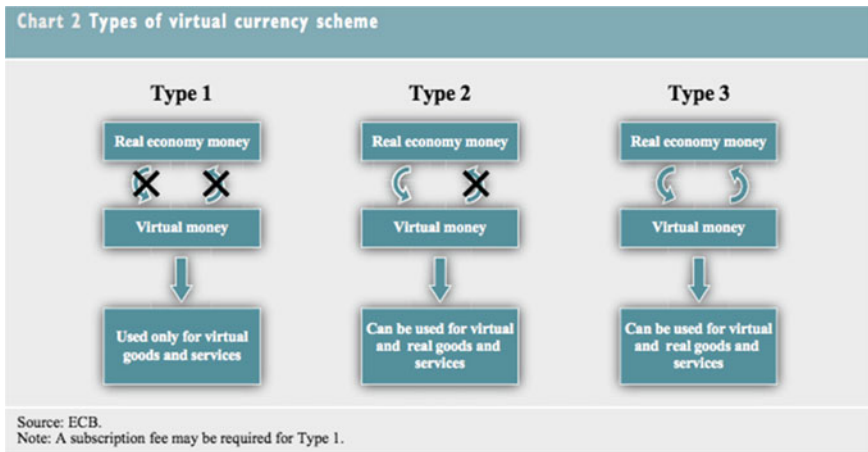 Chart 2 Types of virtual currency scheme
Type 1
Real economy money
Virtual money
Used only for virtual
goods and services
Type 2
Real economy money
Virtual money
Can be used for virtual
and real goods and
services
Type 3
Real economy money
Virtual money
Can be used for virtual
and real goods and
services
Source: ECB.
Note: A subscription fee may be required for Type 1.